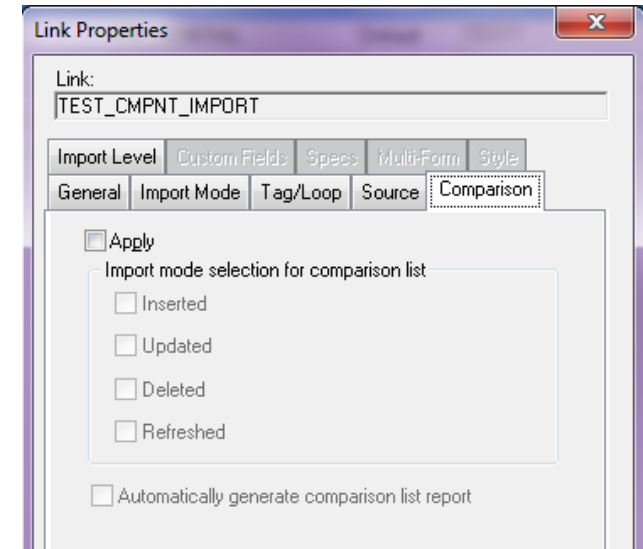 Link Properties
Link:
TEST_CMPNT_IMPORT
Import Level Custom Fields Specs Multi-Form Style
General Import Mode Tag/Loop Source Comparison
Apply
Import mode selection for comparison list
Inserted
Updated
Deleted
Refreshed
Automatically generate comparison list report